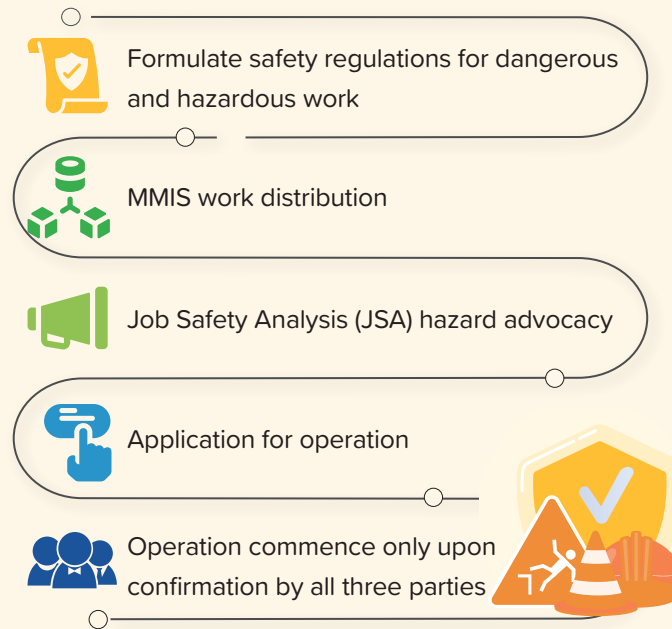 Formulate safety regulations for dangerous
and hazardous work
MMIS work distribution
Job Safety Analysis (JSA) hazard advocacy
Application for operation
Operation commence only upon
confirmation by all three parties